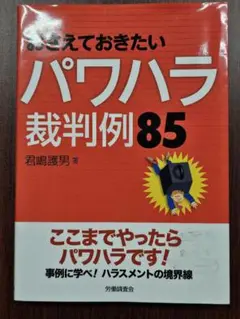 おさえておきたい
パワハラ
裁判例85
君嶋護男 著
ここまでやったら
パワハラです!
事例に学べ!ハラスメントの境界線
労働調査会